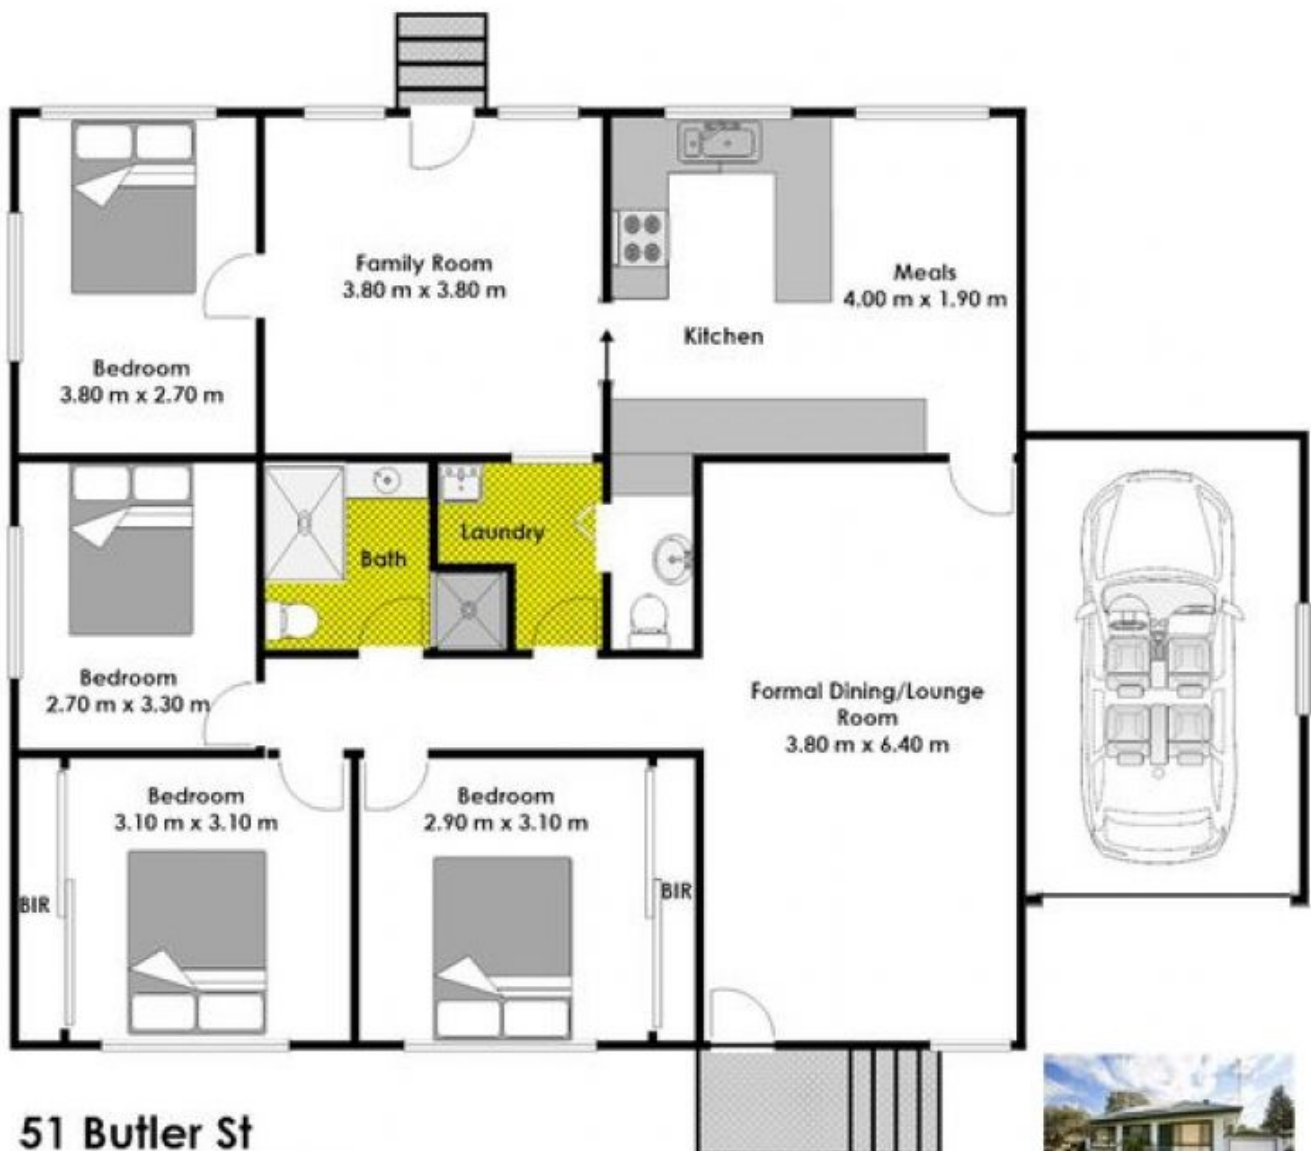 Family Room
3.80 m x 3.80 m
Meals
4.00 m x 1.90 m
Kitchen
Bedroom
3.80 m x 2.70 m
Laundry
Bath
Bedroom
2.70 m x 3.30 m
Formal Dining/Lounge
Room
3.80 m x 6.40 m
Bedroom
3.10 m x 3.10 m
Bedroom
2.90 m x 3.10 m
BIR
BIR
51 Butler St